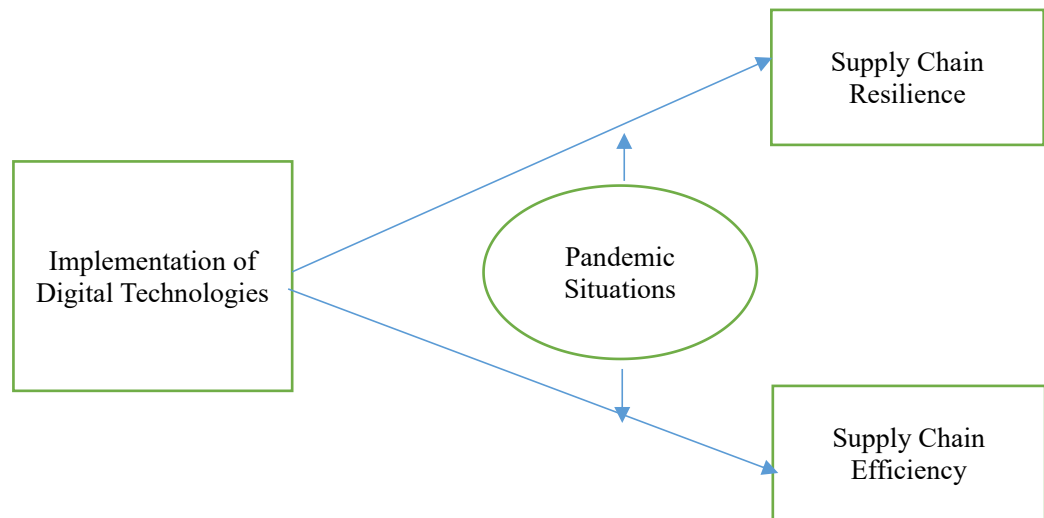 Supply Chain
Resilience
Implementation of
Digital Technologies
Pandemic
Situations
Supply Chain
Efficiency